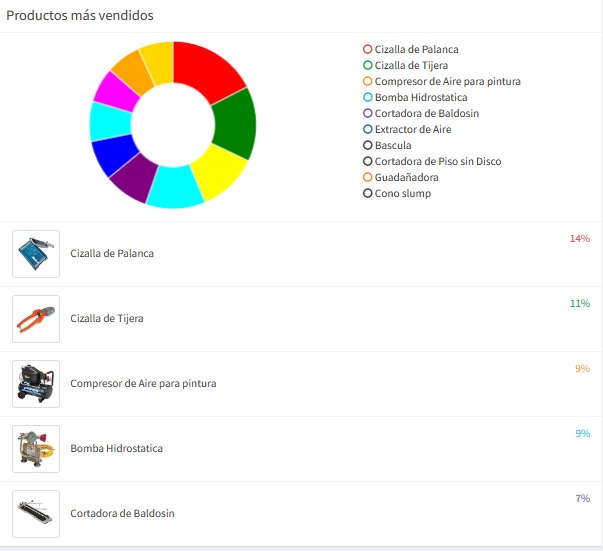 Productos más vendidos
Cizalla de Palanca
Cizalla de Tijera
Compresor de Aire para pintura
Bomba Hidrostatica
Cortadora de Baldosin
Extractor de Aire
Bascula
Cortadora de Piso sin Disco
Guadañadora
Cono slump
Cizalla de Palanca 14%
Cizalla de Tijera 11%
Compresor de Aire para pintura 9%
Bomba Hidrostatica 9%
Cortadora de Baldosin 7%